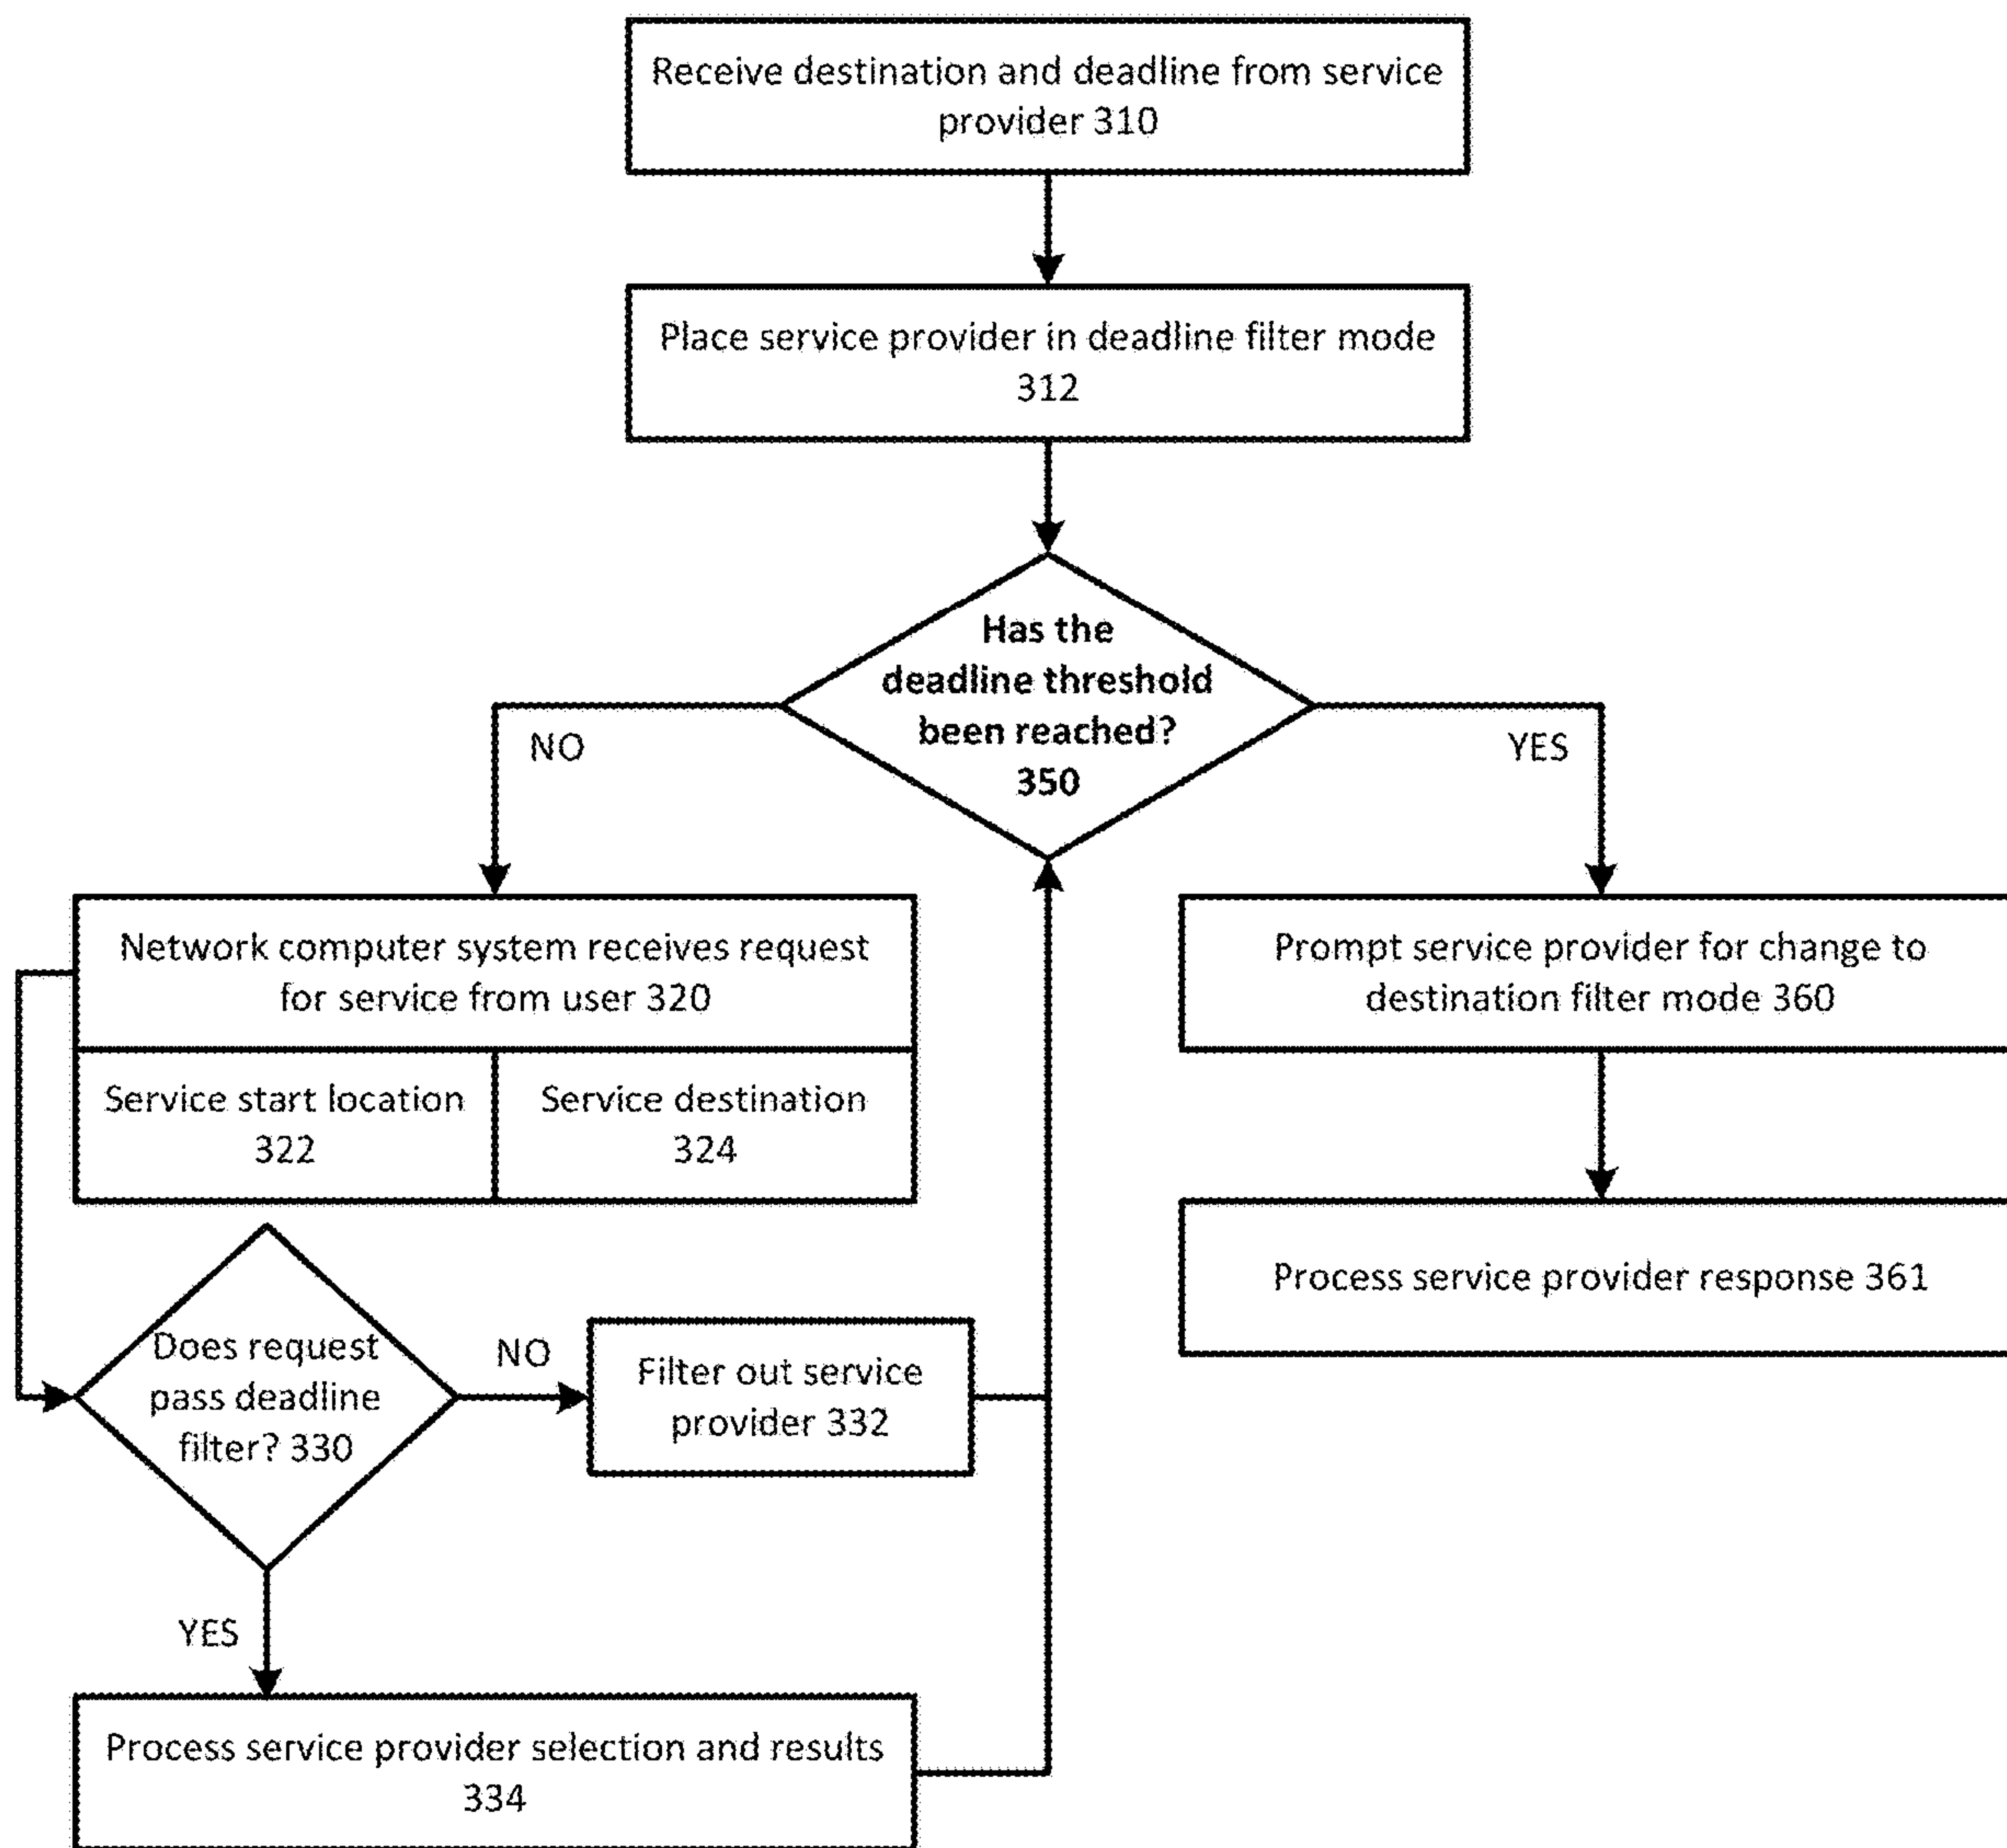 Receive destination and deadline from service
provider 310
Place service provider in deadline filter mode
312
Has the
deadline threshold
been reached?
350
NO
YES
Network computer system receives request
for service from user 320
Service start location
322
Service destination
324
Prompt service provider for change to
destination filter mode 360
Process service provider response 361
Does request
pass deadline
filter? 330
NO
Filter out service
provider 332
YES
Process service provider selection and results
334